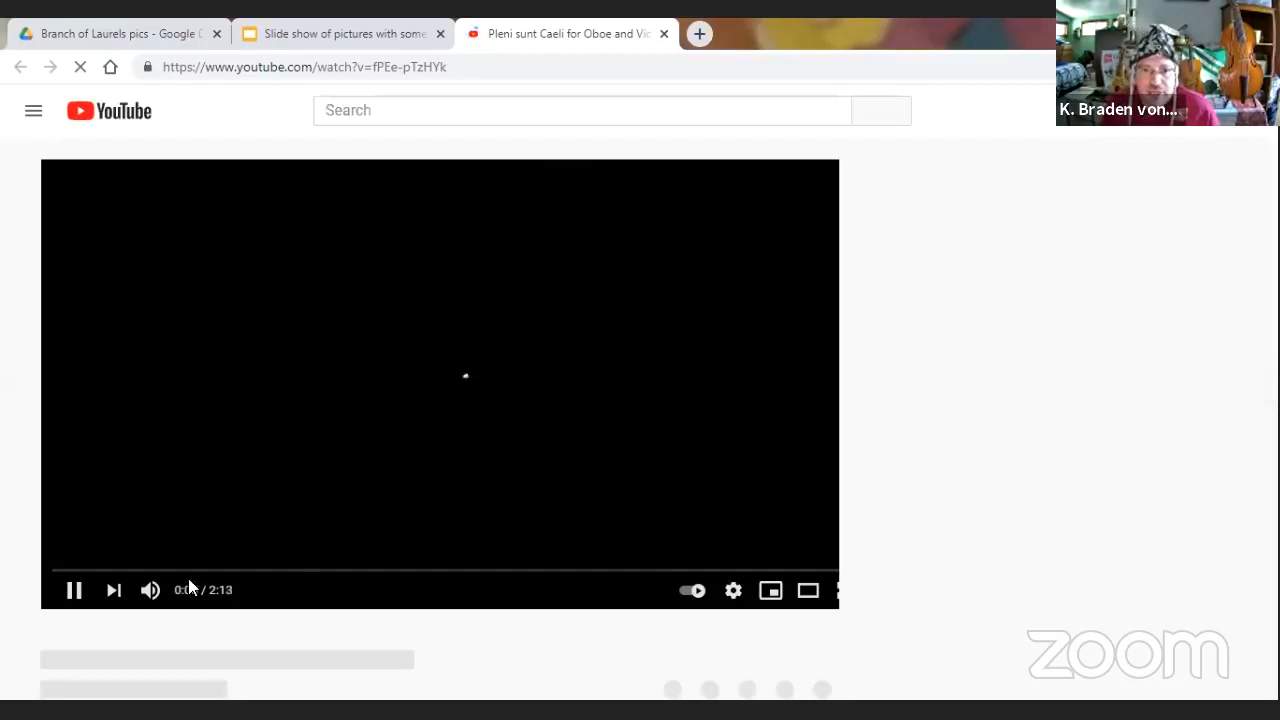 Branch of Laurels pics - Google D
Slide show of pictures with some
Pleni sunt Caeli for Oboe and Vio
https://www.youtube.com/watch?v=fPEe-pTzHYk
YouTube
Search
K. Braden von...
/ 2:13
zoom